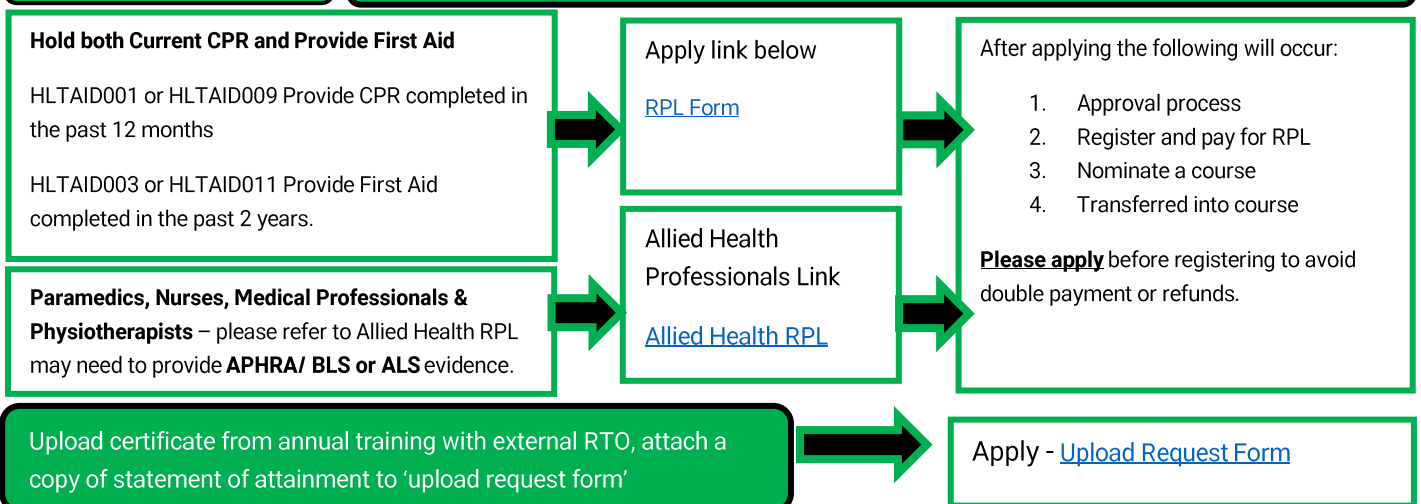 Hold both Current CPR and Provide First Aid
HLTAID001 or HLTAID009 Provide CPR completed in
the past 12 months
HLTAID003 or HLTAID011 Provide First Aid
completed in the past 2 years.
Apply link below
RPL Form
After applying the following will occur:
1. Approval process
2. Register and pay for RPL
3. Nominate a course
4. Transferred into course
Please apply before registering to avoid
double payment or refunds.
Paramedics, Nurses, Medical Professionals &
Physiotherapists – please refer to Allied Health RPL
may need to provide APHRA/ BLS or ALS evidence.
Allied Health
Professionals Link
Allied Health RPL
Upload certificate from annual training with external RTO, attach a
copy of statement of attainment to ‘upload request form’
Apply - Upload Request Form